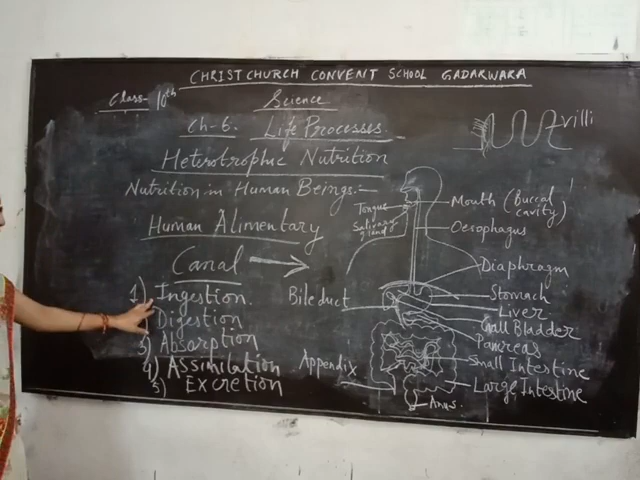 CHRIST CHURCH CONVENT SCHOOL GADARWARA
Class- 10th
Science
Ch-6. Life Processes.
Heterotrophic Nutrition
Nutrition in Human Beings.—
Human Alimentary
Canal →
1) Ingestion.
Digestion
3) Absorption
4) Assimilation
5) Excretion
villi
Tongue
Salivary
gland
Mouth (Buccal
cavity)
Oesophagus
Diaphragm
Bile duct
Stomach
Liver
Gall Bladder
Pancreas
Small Intestine
Appendix
Large Intestine
Anus.